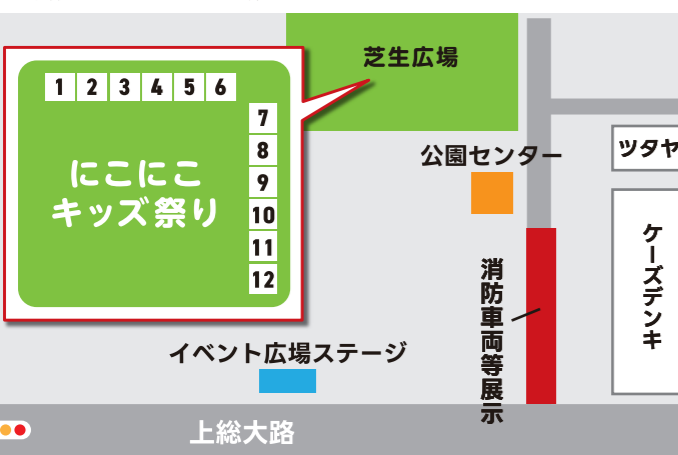 芝生広場
1 2 3 4 5 6
7
8
9
10
11
12
にこにこ
キッズ祭り
公園センター
ツタヤ
ケーズデンキ
消防車両等展示
イベント広場ステージ
上総大路